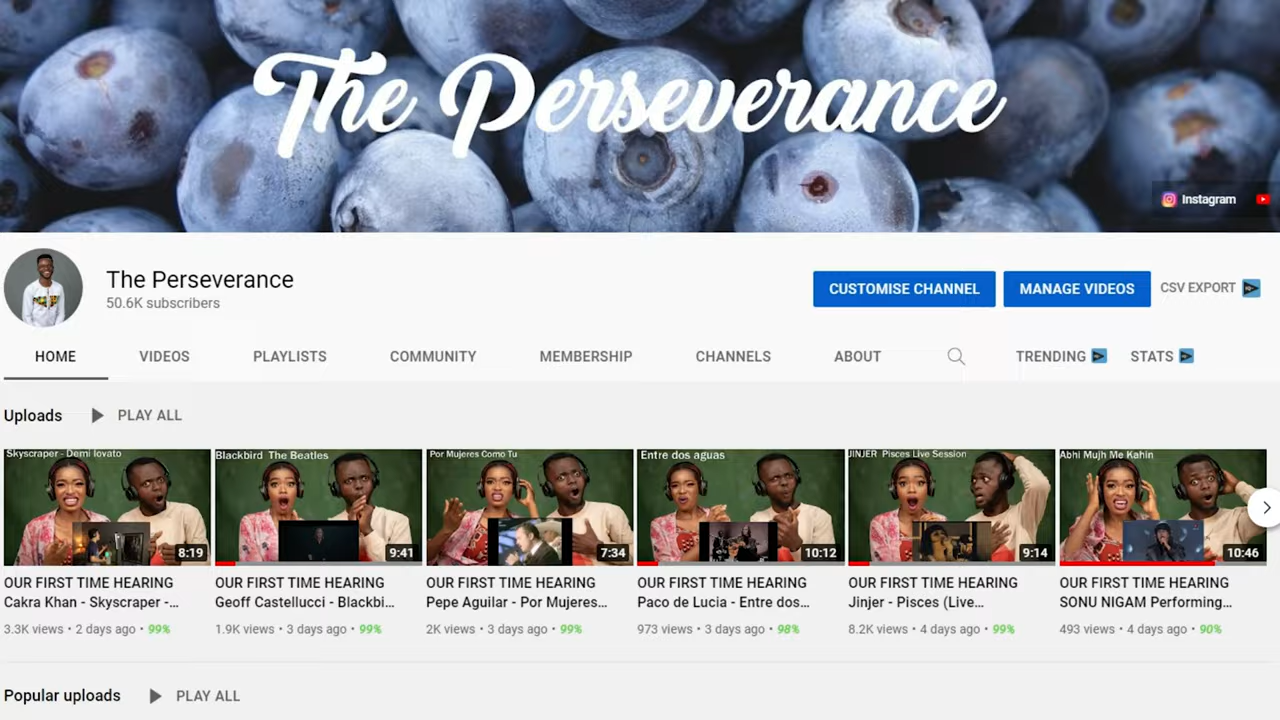 The Perseverance
Instagram
The Perseverance
50.6K subscribers
CUSTOMISE CHANNEL
MANAGE VIDEOS
CSV EXPORT
HOME
VIDEOS
PLAYLISTS
COMMUNITY
MEMBERSHIP
CHANNELS
ABOUT
TRENDING
STATS
Uploads
PLAY ALL
Skyscraper - Demi lovato
8:19
OUR FIRST TIME HEARING
Cakra Khan - Skyscraper -...
3.3K views • 2 days ago • 99%
Blackbird The Beatles
9:41
OUR FIRST TIME HEARING
Geoff Castellucci - Blackbi...
1.9K views • 3 days ago • 99%
Por Mujeres Como Tu
7:34
OUR FIRST TIME HEARING
Pepe Aguilar - Por Mujeres...
2K views • 3 days ago • 99%
Entre dos aguas
10:12
OUR FIRST TIME HEARING
Paco de Lucia - Entre dos...
973 views • 3 days ago • 98%
JINJER Pisces Live Session
9:14
OUR FIRST TIME HEARING
Jinjer - Pisces (Live...
8.2K views • 4 days ago • 99%
Abhi Mujh Me Kahin
10:46
OUR FIRST TIME HEARING
SONU NIGAM Performing...
493 views • 4 days ago • 90%
Popular uploads
PLAY ALL